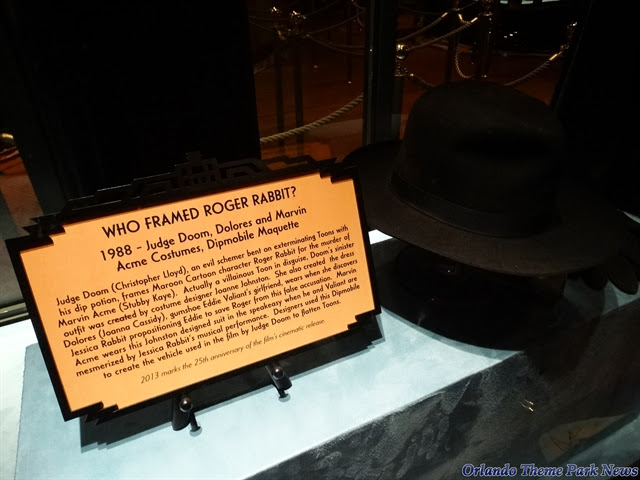 WHO FRAMED ROGER RABBIT?
1988 - Judge Doom, Dolores and Marvin
Acme Costumes, Dipmobile Maquette
Judge Doom (Christopher Lloyd), an evil schemer bent on exterminating Toons with
his dip potion, frames Maroon Cartoon character Roger Rabbit for the murder of
Marvin Acme (Stubby Kaye). Actually a villainous Toon in disguise, Doom's sinister
outfit was created by costume designer Joanna Johnston. She also created the dress
Dolores (Joanna Cassidy), gumshoe Eddie Valiant's girlfriend, wears when she discovers
Jessica Rabbit propositioning Eddie to save Roger from this false accusation. Marvin
Acme wears this Johnston designed suit in the speakeasy when he and Valiant are
mesmerized by Jessica Rabbit's musical performance. Designers used this Dipmobile
to create the vehicle used in the film by Judge Doom to flatten Toons.
2013 marks the 25th anniversary of the film's cinematic release.
Orlando Theme Park News